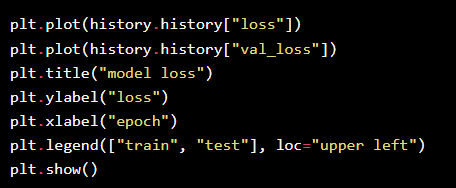 plt.plot(history.history["loss"])
plt.plot(history.history["val_loss"])
plt.title("model loss")
plt.ylabel("loss")
plt.xlabel("epoch")
plt.legend(["train", "test"], loc="upper left")
plt.show()